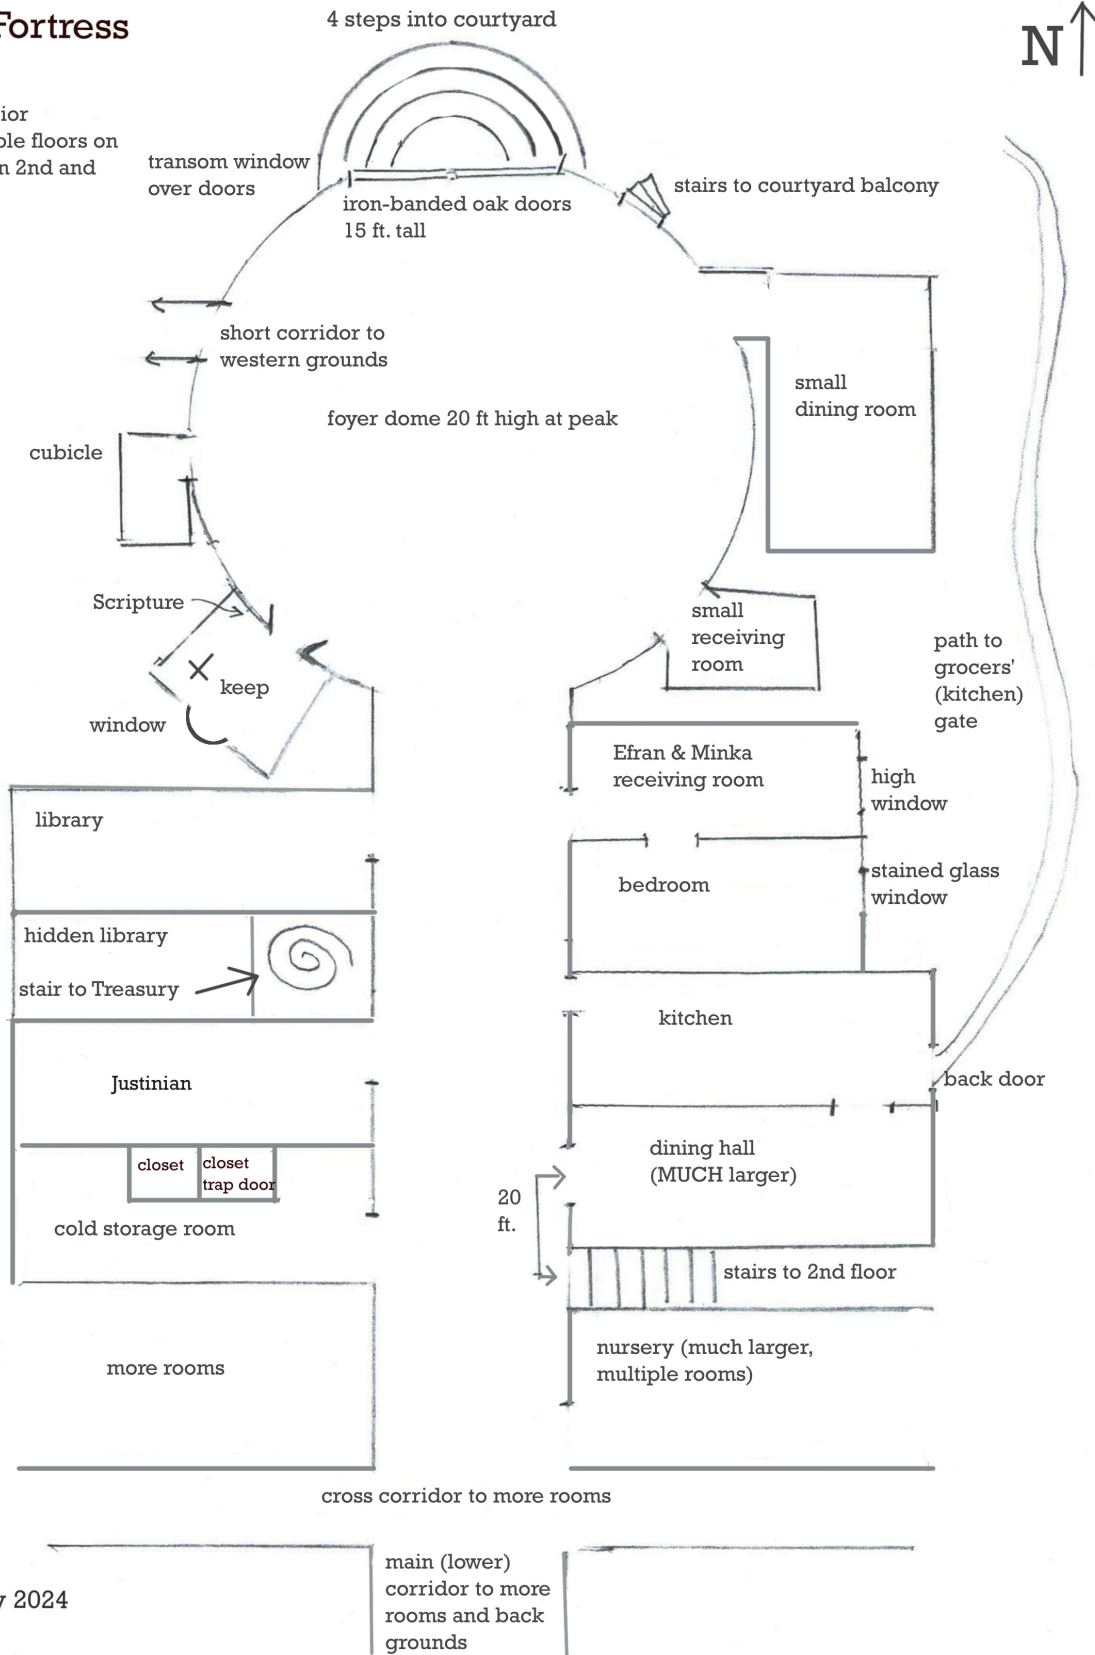 Fortress
4 steps into courtyard
N
ior
ple floors on
n 2nd and
transom window
over doors
iron-banded oak doors
15 ft. tall
stairs to courtyard balcony
short corridor to
western grounds
small
dining room
foyer dome 20 ft high at peak
cubicle
Scripture
small
receiving
room
path to
grocers'
(kitchen)
gate
keep
window
Efran & Minka
receiving room
high
window
library
bedroom
stained glass
window
hidden library
stair to Treasury
kitchen
Justinian
back door
closet
closet
trap door
dining hall
(MUCH larger)
20
ft.
cold storage room
stairs to 2nd floor
more rooms
nursery (much larger,
multiple rooms)
cross corridor to more rooms
main (lower)
corridor to more
rooms and back
grounds
y 2024